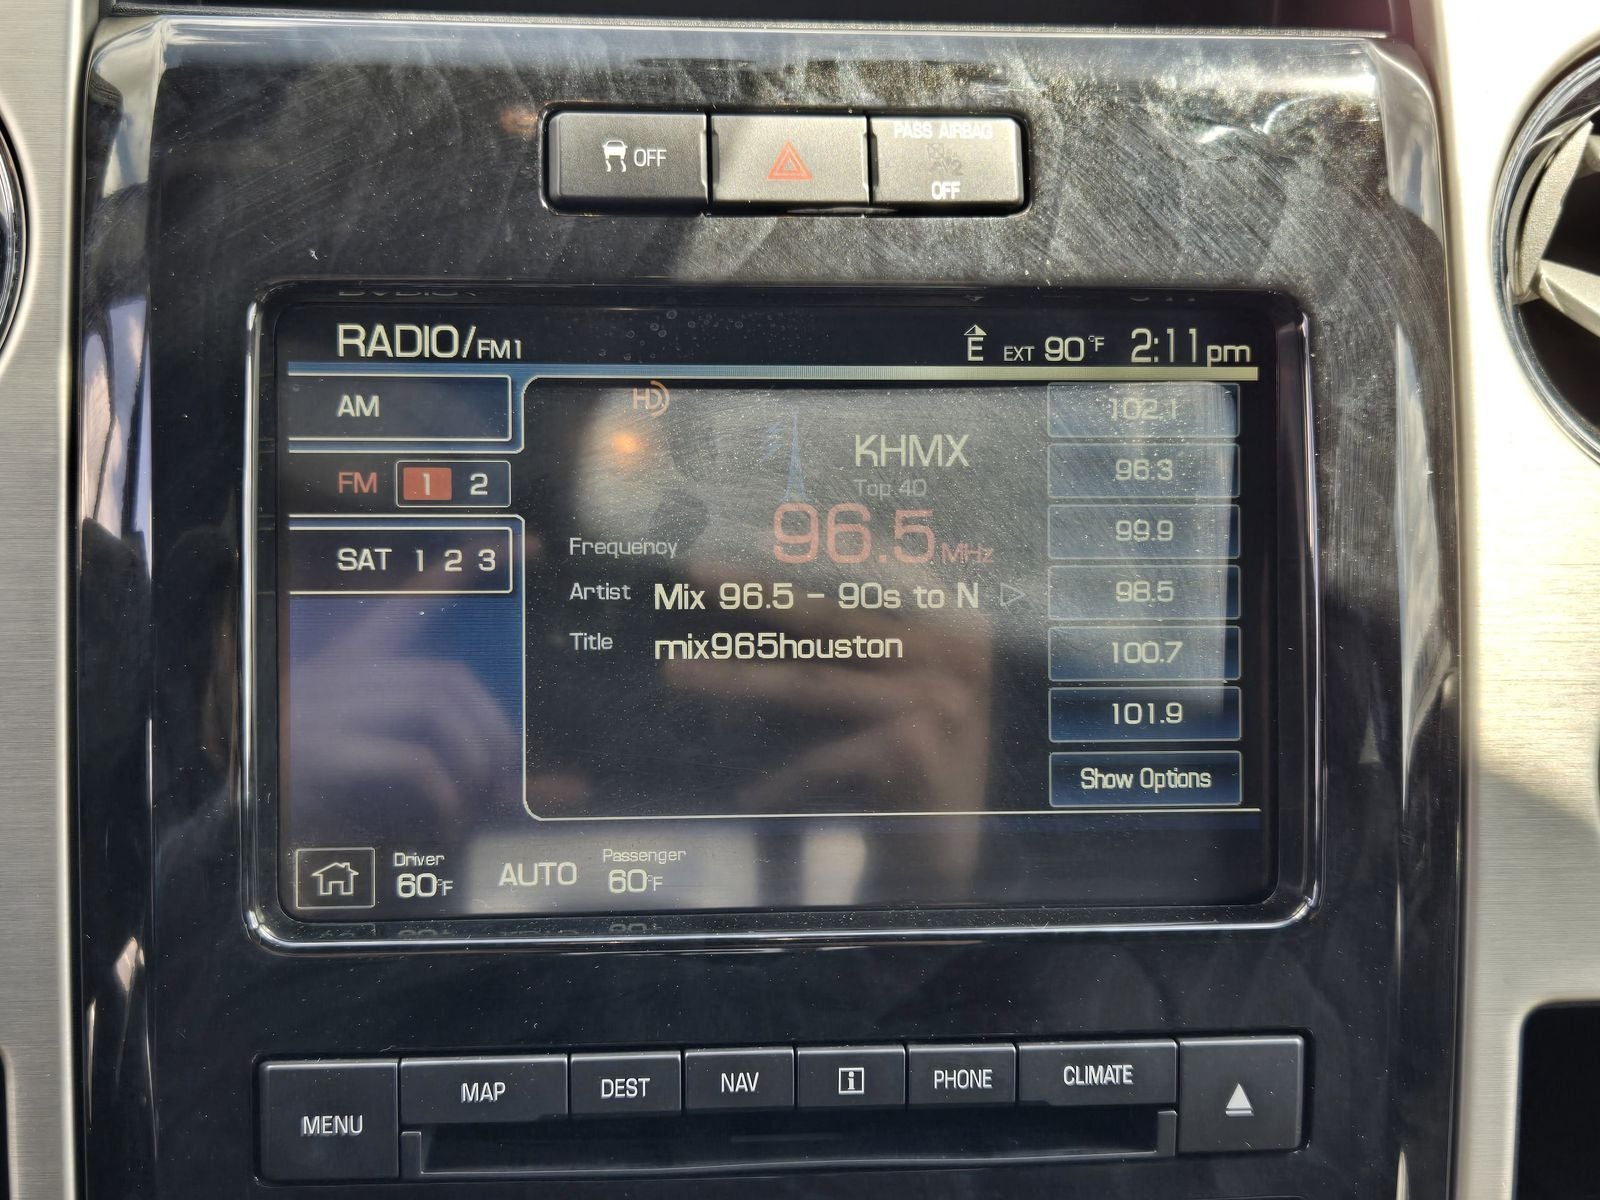 OFF
PASS AIRBAG
OFF
RADIO/FM1
E EXT 90°F 2:11pm
AM
FM 1 2
SAT 1 2 3
HD
KHMX
Top 40
Frequency 96.5 MHz
Artist Mix 96.5 - 90s to N
Title mix965houston
102.1
96.3
99.9
98.5
100.7
101.9
Show Options
Driver
60°F
AUTO
Passenger
60°F
MENU
MAP
DEST
NAV
i
PHONE
CLIMATE